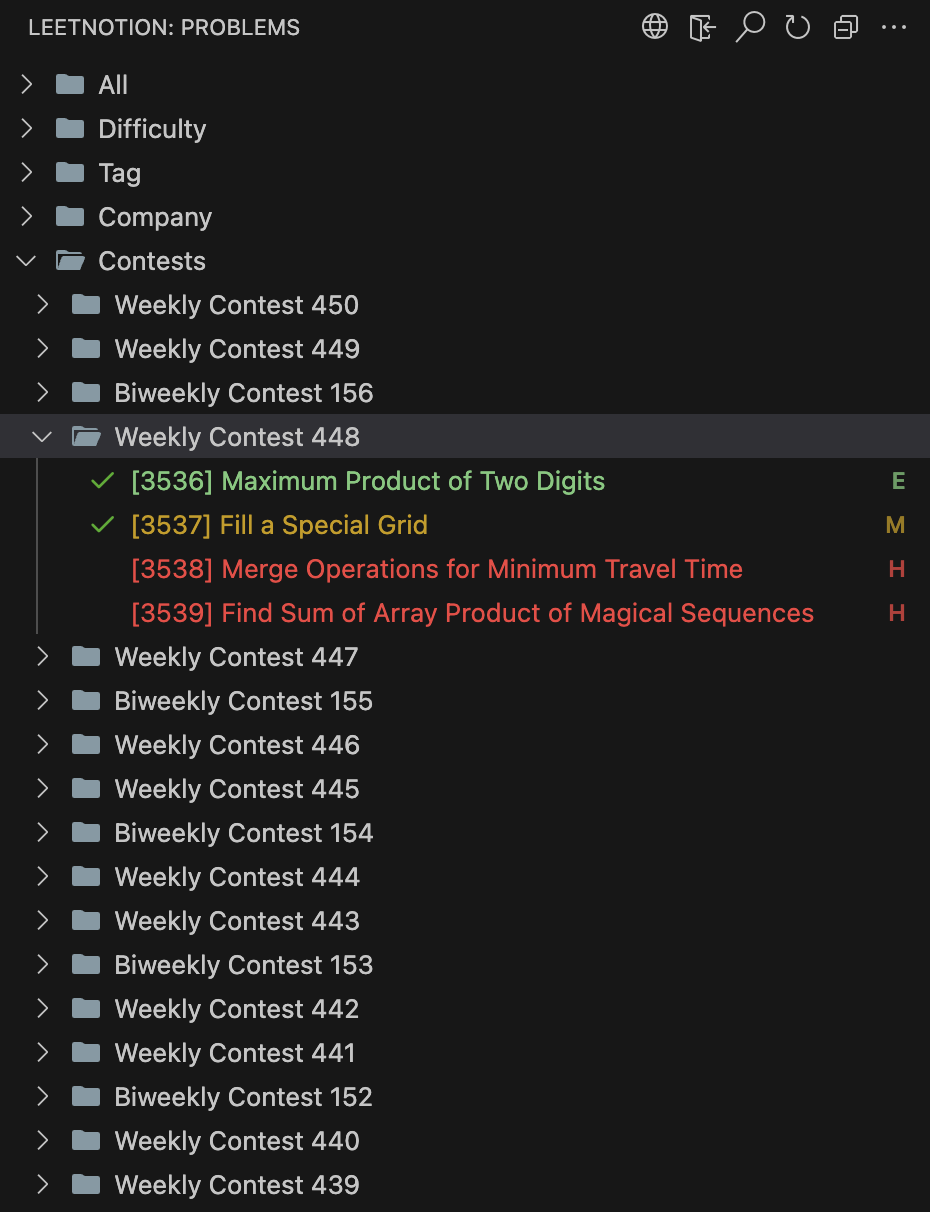 LEETNOTION: PROBLEMS
All
Difficulty
Tag
Company
Contests
Weekly Contest 450
Weekly Contest 449
Biweekly Contest 156
Weekly Contest 448
[3536] Maximum Product of Two Digits E
[3537] Fill a Special Grid M
[3538] Merge Operations for Minimum Travel Time H
[3539] Find Sum of Array Product of Magical Sequences H
Weekly Contest 447
Biweekly Contest 155
Weekly Contest 446
Weekly Contest 445
Biweekly Contest 154
Weekly Contest 444
Weekly Contest 443
Biweekly Contest 153
Weekly Contest 442
Weekly Contest 441
Biweekly Contest 152
Weekly Contest 440
Weekly Contest 439